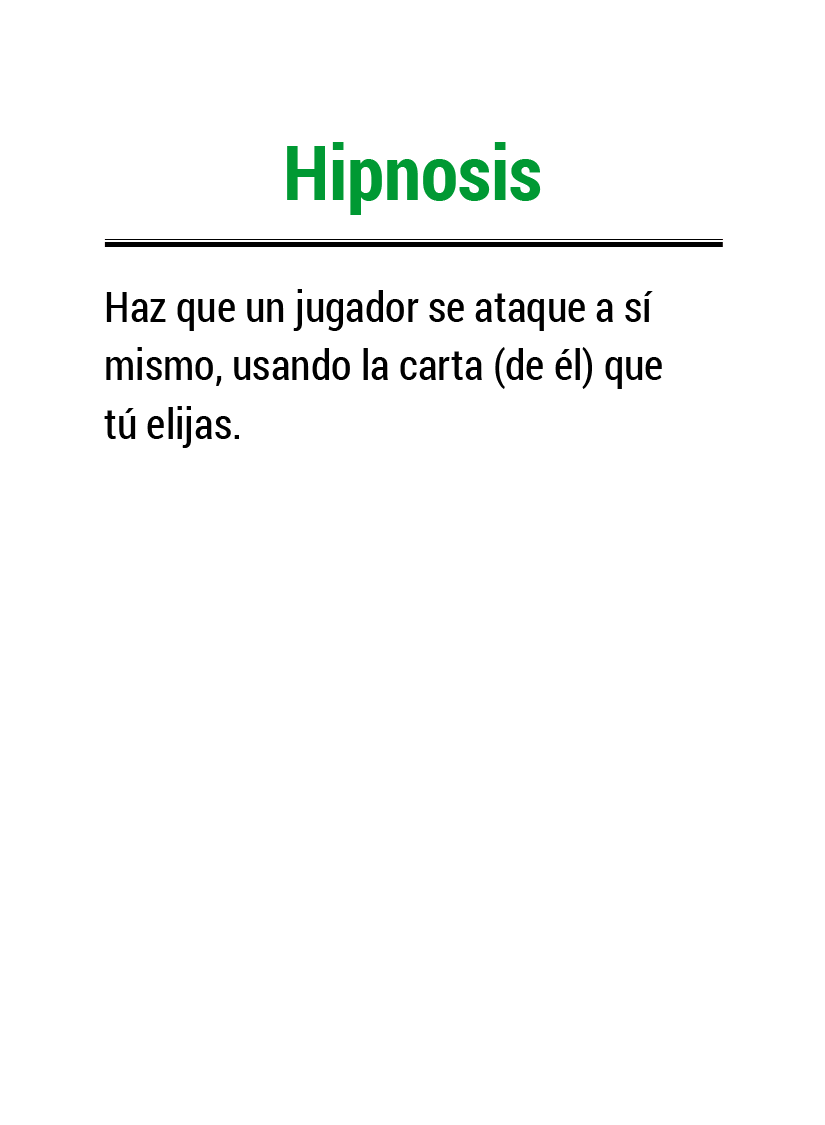 Hipnosis
Haz que un jugador se ataque a sí
mismo, usando la carta (de él) que
tú elijas.